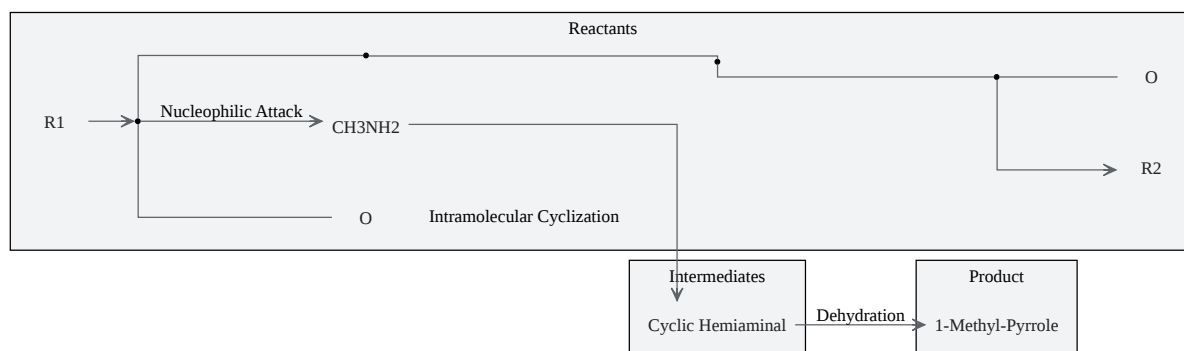 Reactants
O
Nucleophilic Attack
R1
CH3NH2
R2
O
Intramolecular Cyclization
Intermediates
Product
Dehydration
Cyclic Hemiaminal
1-Methyl-Pyrrole